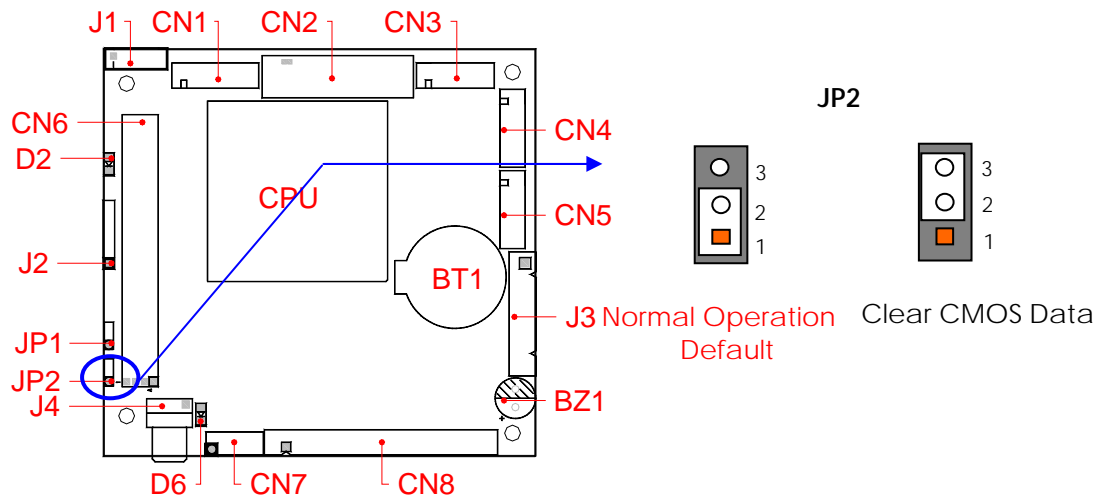 J1 CN1 CN2 CN3
JP2
CN6
CN4
D2
3 3
CPU
2 2
CN5
1 1
J2
BT1
J3 Normal Operation Clear CMOS Data
JP1
Default
JP2
J4
BZ1
+
D6 CN7 CN8